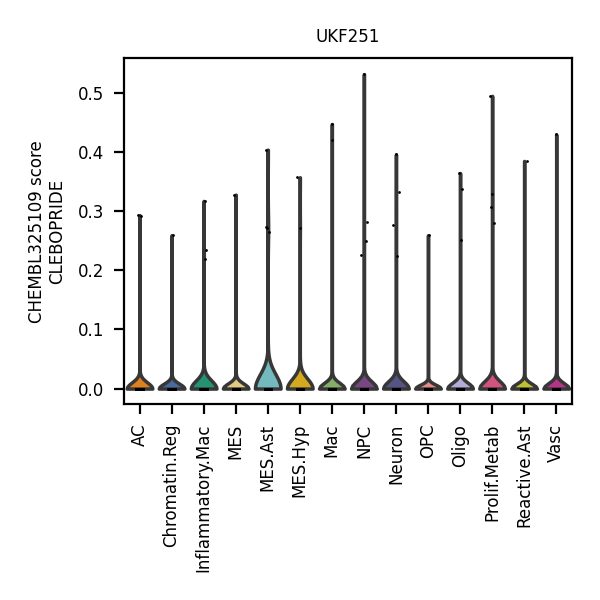 UKF251
CHEMBL325109 score
CLEBOPRIDE
0.5
0.4
0.3
0.2
0.1
0.0
AC
Chromatin.Reg
Inflammatory.Mac
MES
MES.Ast
MES.Hyp
Mac
NPC
Neuron
OPC
Oligo
Prolif.Metab
Reactive.Ast
Vasc